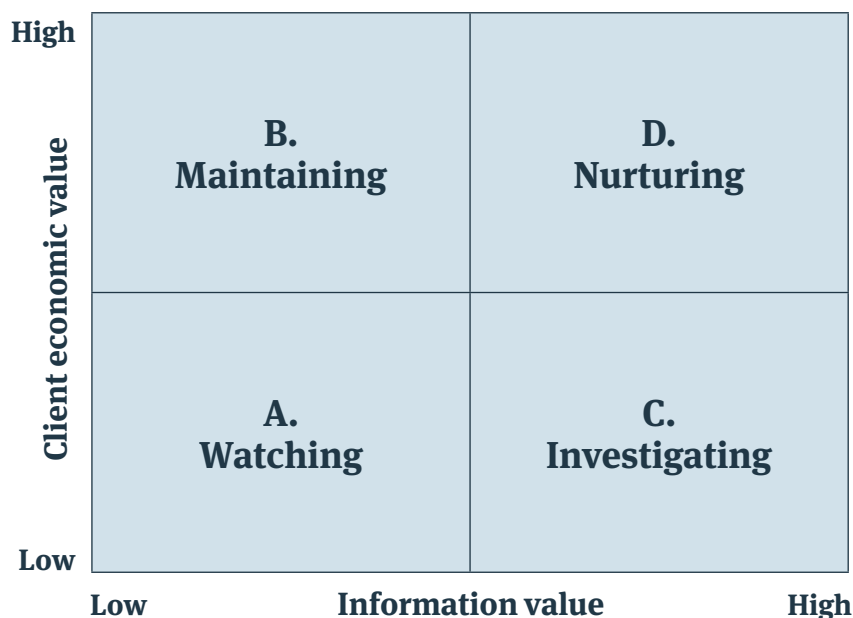 High
B.
Maintaining
D.
Nurturing
Client economic value
A.
Watching
C.
Investigating
Low
Low
Information value
High